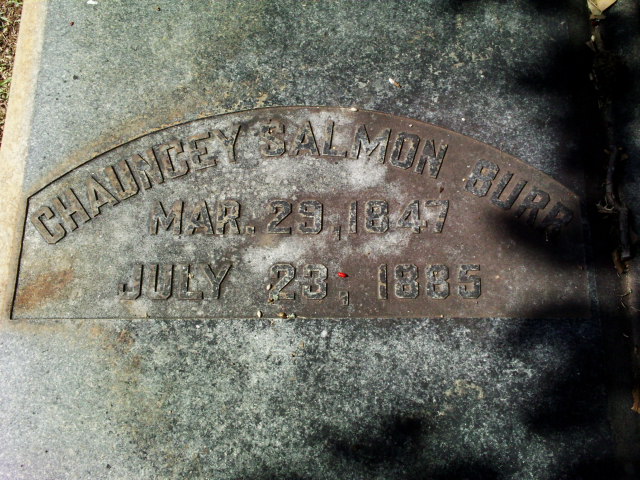 CHAUNCEY SALMON BURR
MAR. 29, 1847
JULY 23, 1885